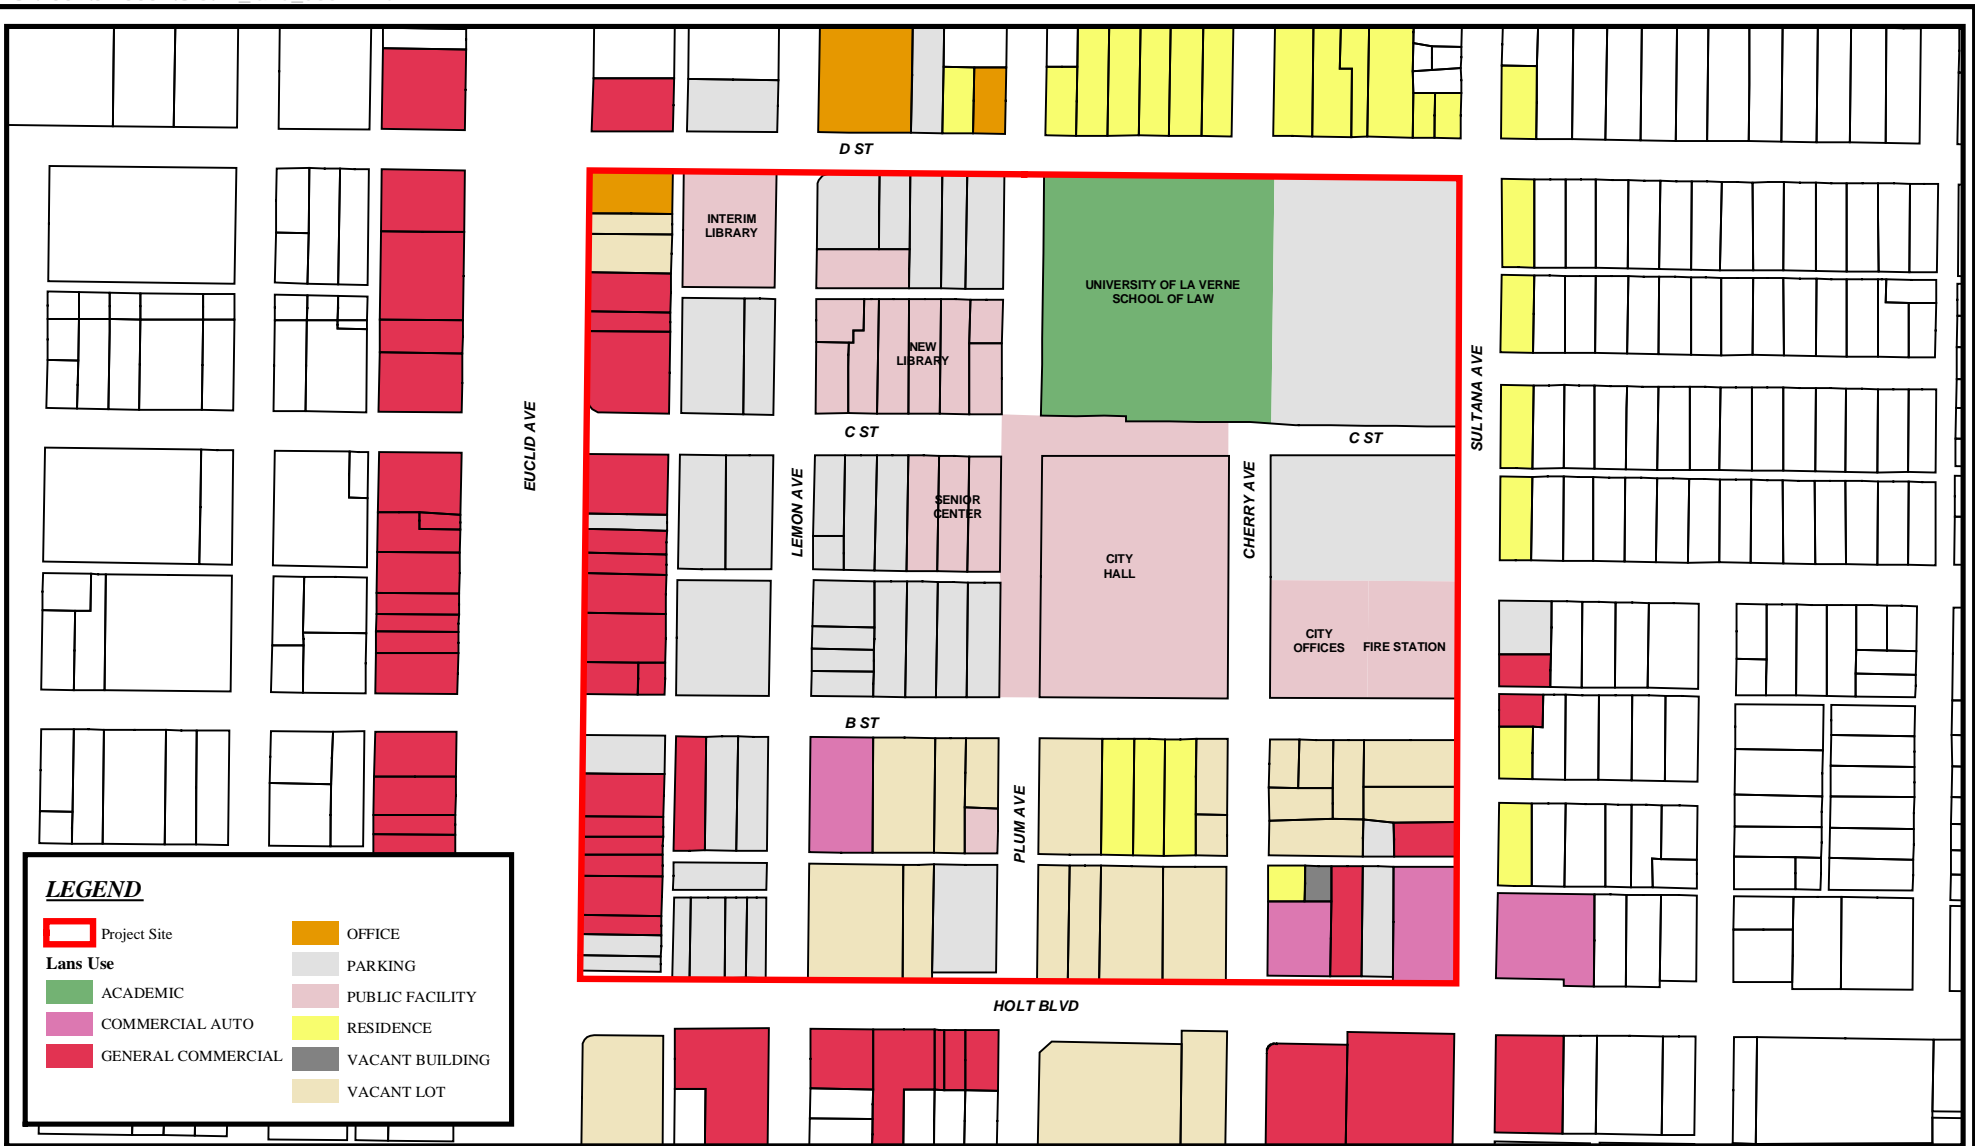 D ST
INTERIM
LIBRARY
UNIVERSITY OF LA VERNE
SCHOOL OF LAW
NEW
LIBRARY
EUCLID AVE
C ST
C ST
SULTANA AVE
LEMON AVE
SENIOR
CENTER
CHERRY AVE
CITY
HALL
CITY
OFFICES
FIRE STATION
B ST
PLUM AVE
HOLT BLVD
LEGEND
Project Site
Lans Use
ACADEMIC
COMMERCIAL AUTO
GENERAL COMMERCIAL
OFFICE
PARKING
PUBLIC FACILITY
RESIDENCE
VACANT BUILDING
VACANT LOT